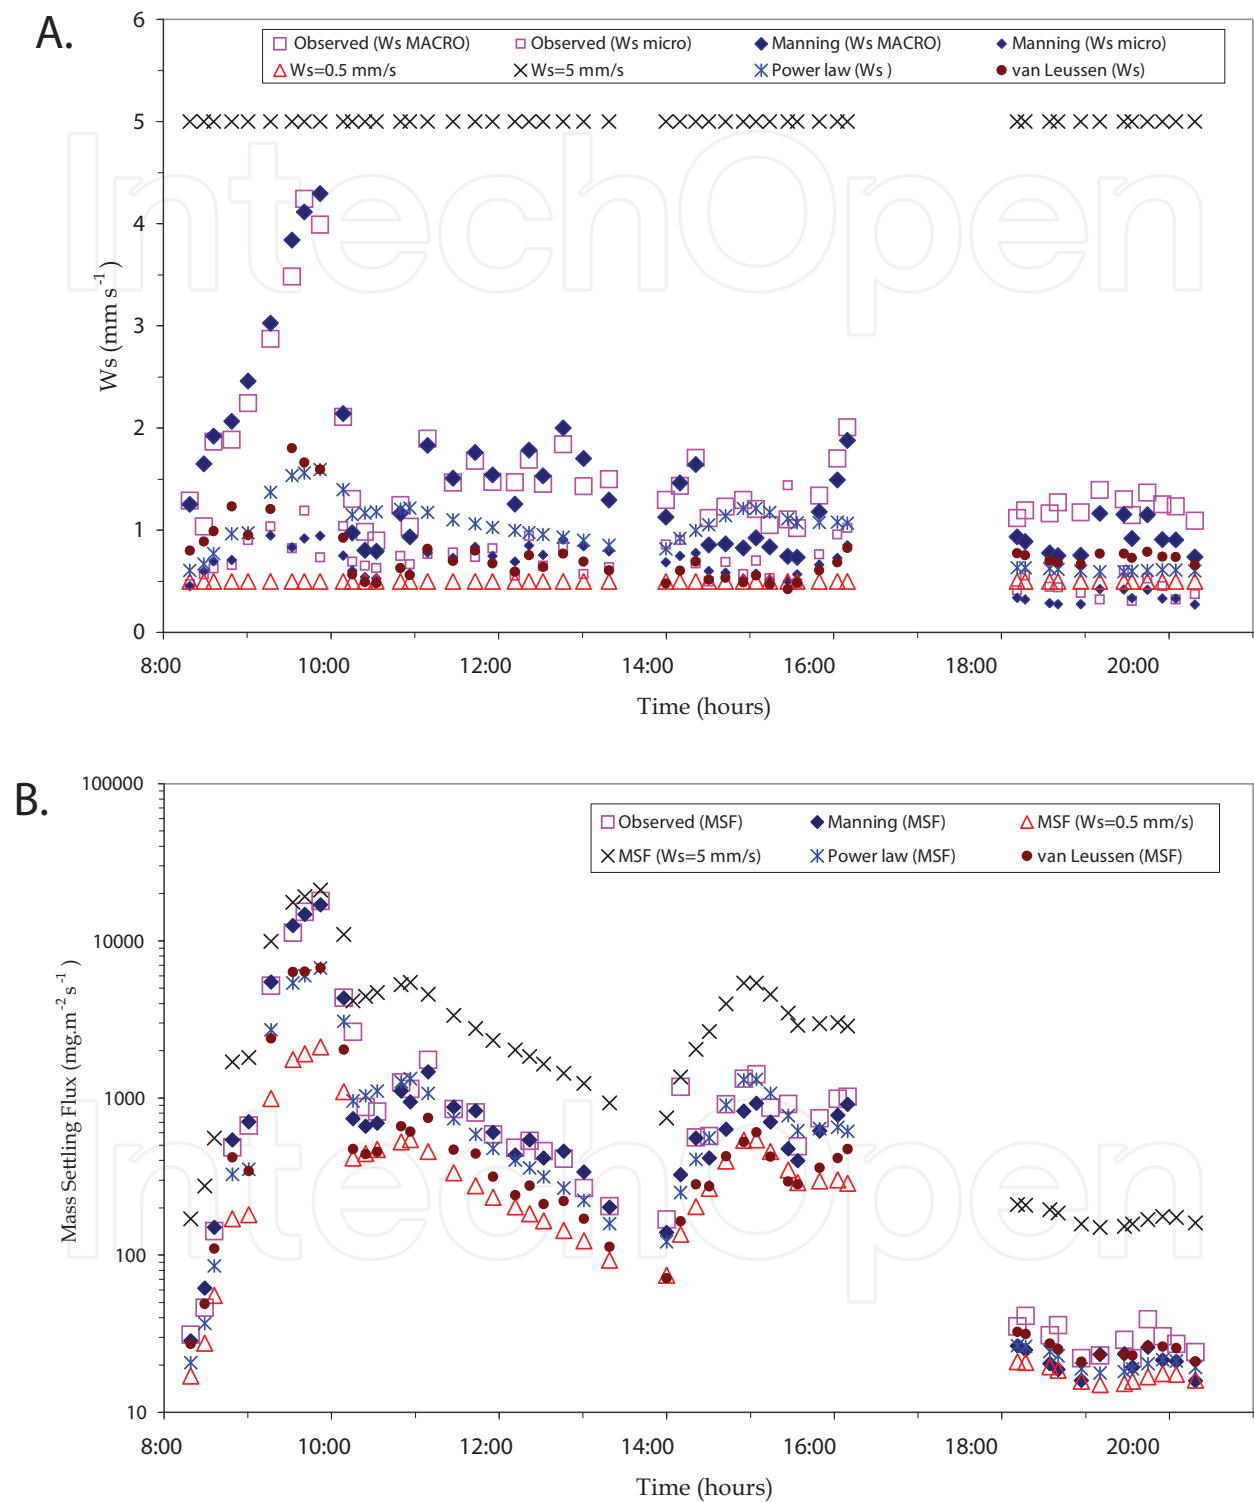 A.
6
5
4
3
2
1
0
Ws (mm s-1)
Observed (Ws MACRO) Observed (Ws micro) Manning (Ws MACRO) Manning (Ws micro)
Ws=0.5 mm/s Ws=5 mm/s Power law (Ws ) van Leussen (Ws)
IntechOpen
8:00 10:00 12:00 14:00 16:00 18:00 20:00
Time (hours)
B.
100000
10000
1000
100
10
Mass Settling Flux (mg.m-2 s-1)
Observed (MSF) Manning (MSF) MSF (Ws=0.5 mm/s)
MSF (Ws=5 mm/s) Power law (MSF) van Leussen (MSF)
IntechOpen
8:00 10:00 12:00 14:00 16:00 18:00 20:00
Time (hours)